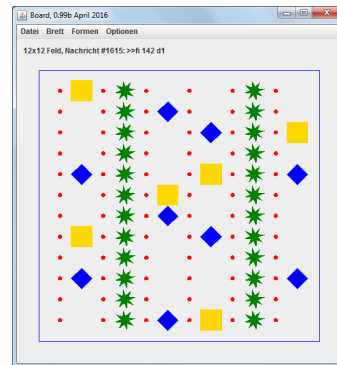 Board, 0.99b April 2016
Datei Brett Formen Optionen
12x12 Feld, Nachricht #1615: >>fi 142 d1